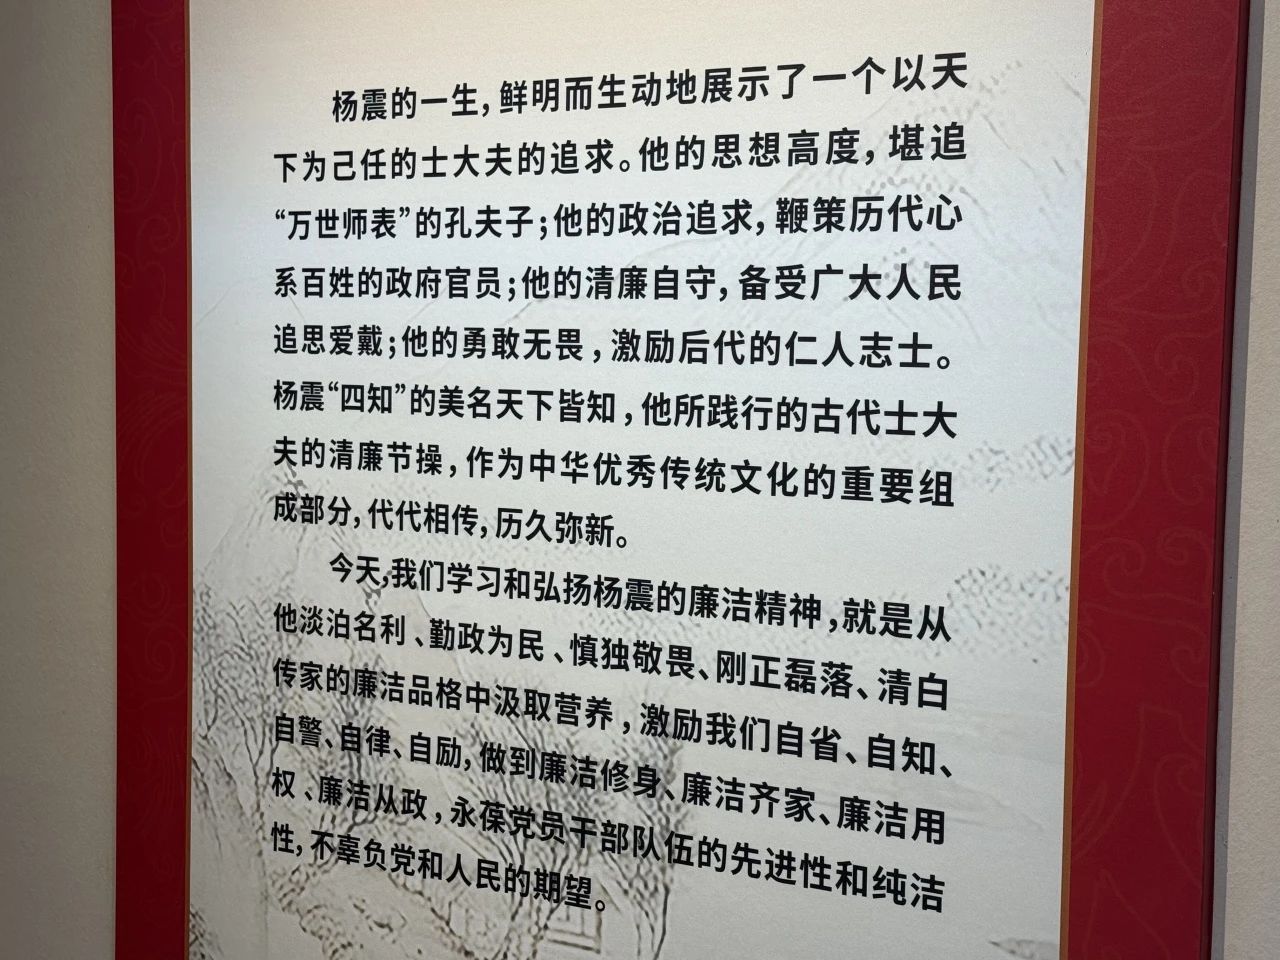 杨震的一生，鲜明而生动地展示了一个以天
下为己任的士大夫的追求。他的思想高度，堪追
“万世师表”的孔夫子；他的政治追求，鞭策历代心
系百姓的政府官员；他的清廉自守，备受广大人民
追思爱戴；他的勇敢无畏，激励后代的仁人志士。
杨震“四知”的美名天下皆知，他所践行的古代士大
夫的清廉节操，作为中华优秀传统文化的重要组
成部分，代代相传，历久弥新。
今天，我们学习和弘扬杨震的廉洁精神，就是从
他淡泊名利、勤政为民、慎独敬畏、刚正磊落、清白
传家的廉洁品格中汲取营养，激励我们自省、自知、
自警、自律、自励，做到廉洁修身、廉洁齐家、廉洁用
权、廉洁从政，永葆党员干部队伍的先进性和纯洁
性，不辜负党和人民的期望。